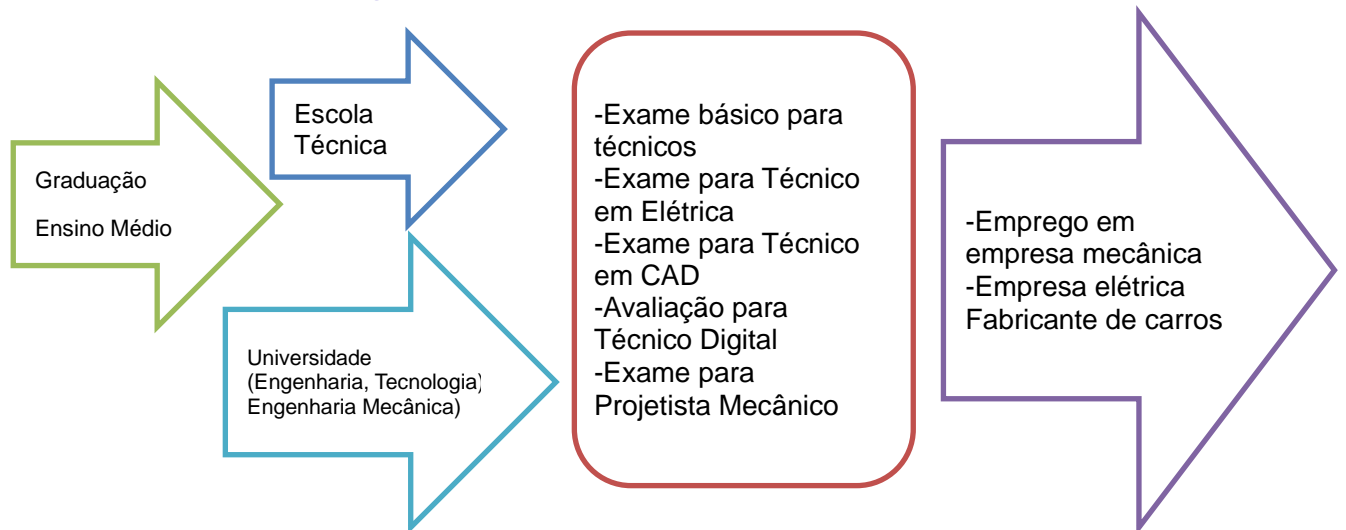 Graduação
Ensino Médio
Escola
Técnica
Universidade
(Engenharia, Tecnologia)
Engenharia Mecânica)
-Exame básico para
técnicos
-Exame para Técnico
em Elétrica
-Exame para Técnico
em CAD
-Avaliação para
Técnico Digital
-Exame para
Projetista Mecânico
-Emprego em
empresa mecânica
-Empresa elétrica
Fabricante de carros